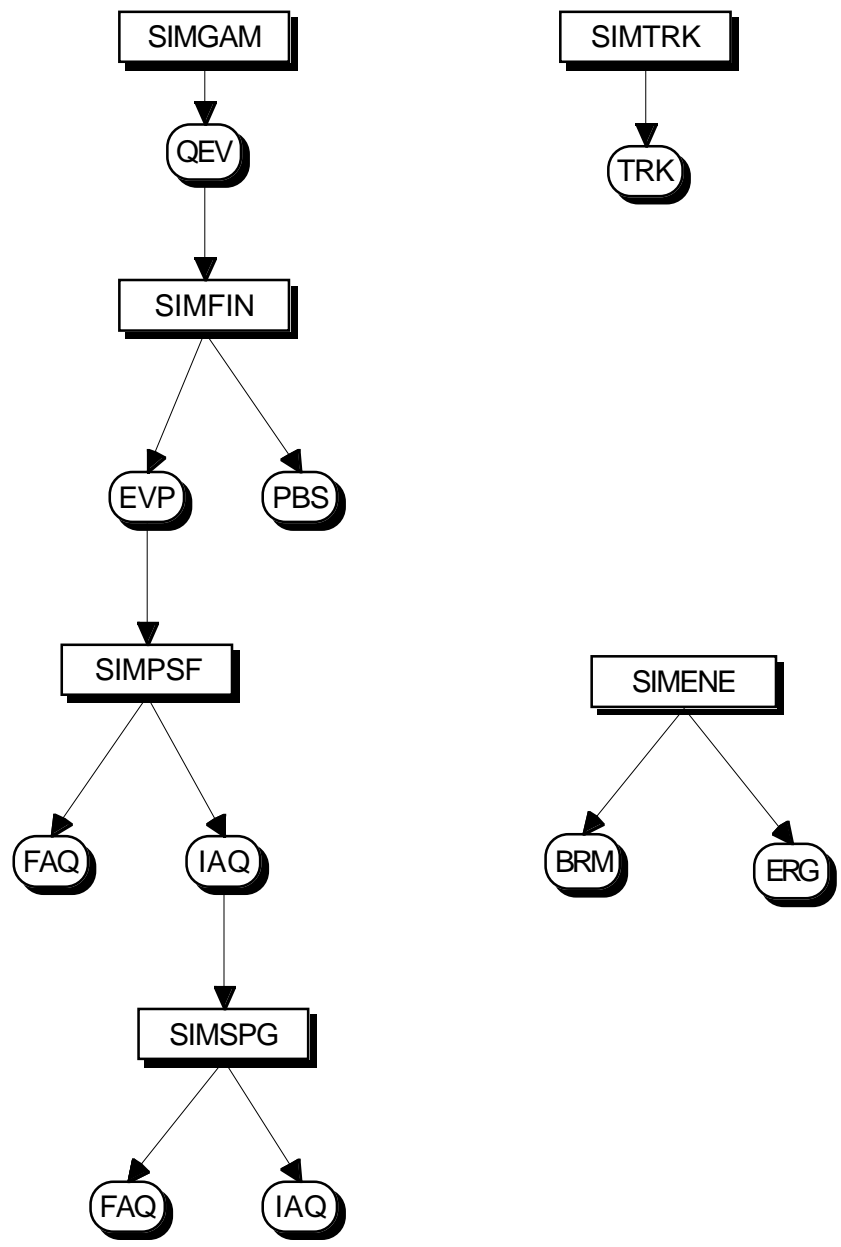 SIMGAM
SIMTRK
QEV
TRK
SIMFIN
EVP
PBS
SIMPSF
SIMENE
FAQ
IAQ
BRM
ERG
SIMSPG
FAQ
IAQ